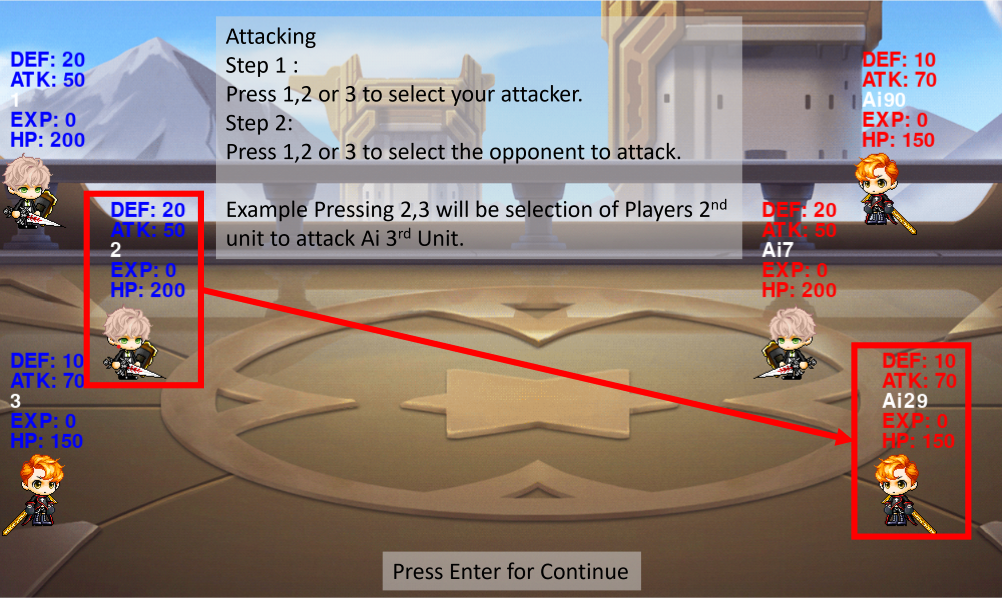 Attacking
Step 1 :
Press 1,2 or 3 to select your attacker.
Step 2:
Press 1,2 or 3 to select the opponent to attack.
Example Pressing 2,3 will be selection of Players 2nd
unit to attack Ai 3rd Unit.
DEF: 20
ATK: 50
1
EXP: 0
HP: 200
DEF: 10
ATK: 70
Ai90
EXP: 0
HP: 150
DEF: 20
ATK: 50
2
EXP: 0
HP: 200
DEF: 20
ATK: 50
Ai7
EXP: 0
HP: 200
DEF: 10
ATK: 70
3
EXP: 0
HP: 150
DEF: 10
ATK: 70
Ai29
EXP: 0
HP: 150
Press Enter for Continue